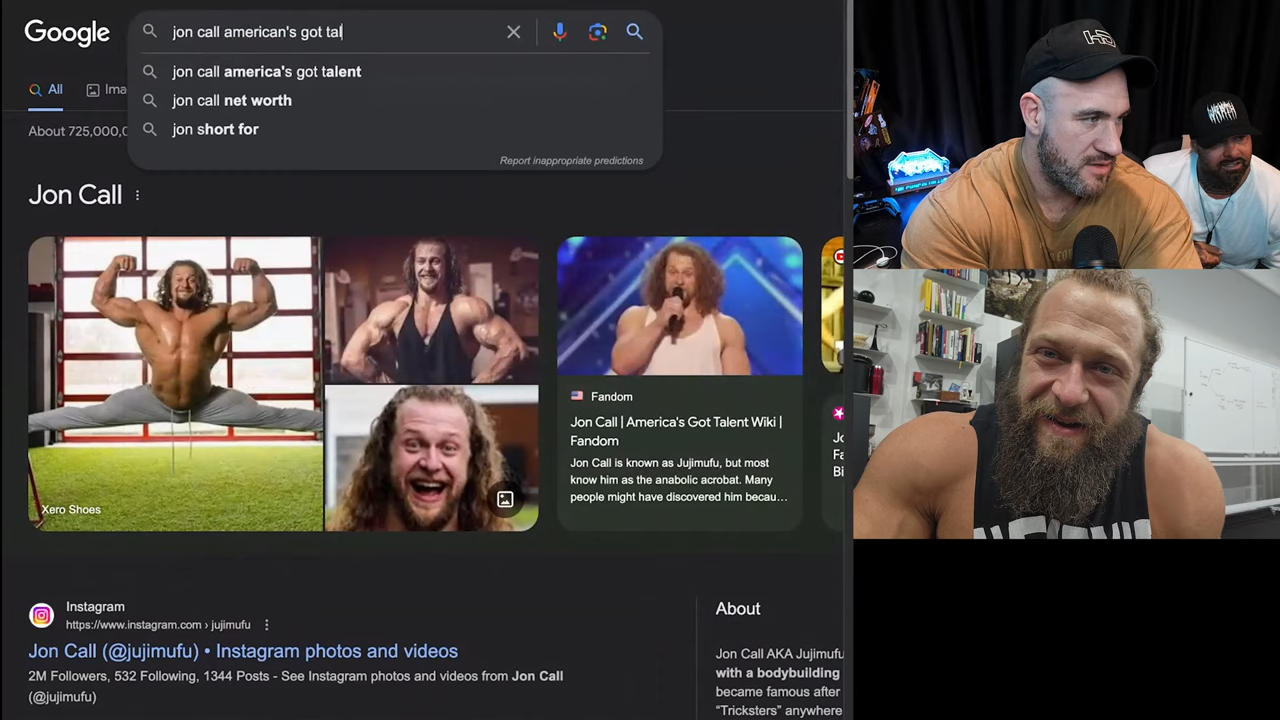 Google
jon call american's got tal
jon call america's got talent
jon call net worth
jon short for
Report inappropriate predictions
All
Ima
About 725,000,0
Jon Call
Xero Shoes
Fandom
Jon Call | America's Got Talent Wiki |
Fandom
Jon Call is known as Jujimufu, but most
know him as the anabolic acrobat. Many
people might have discovered him becau...
Jo
Fa
Bi
Instagram
https://www.instagram.com › jujimufu
Jon Call (@jujimufu) • Instagram photos and videos
2M Followers, 532 Following, 1344 Posts - See Instagram photos and videos from Jon Call
(@jujimufu)
About
Jon Call AKA Jujimufu
with a bodybuilding
became famous after
“Tricksters” anywhere